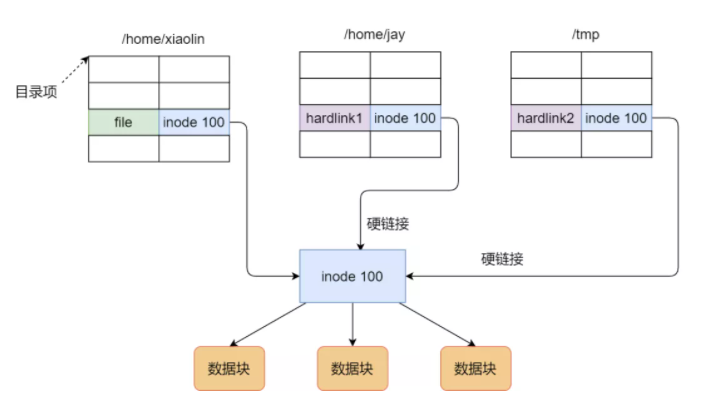 /home/xiaolin
/home/jay
/tmp
目录项
file
inode 100
hardlink1
inode 100
hardlink2
inode 100
硬链接
硬链接
inode 100
数据块
数据块
数据块